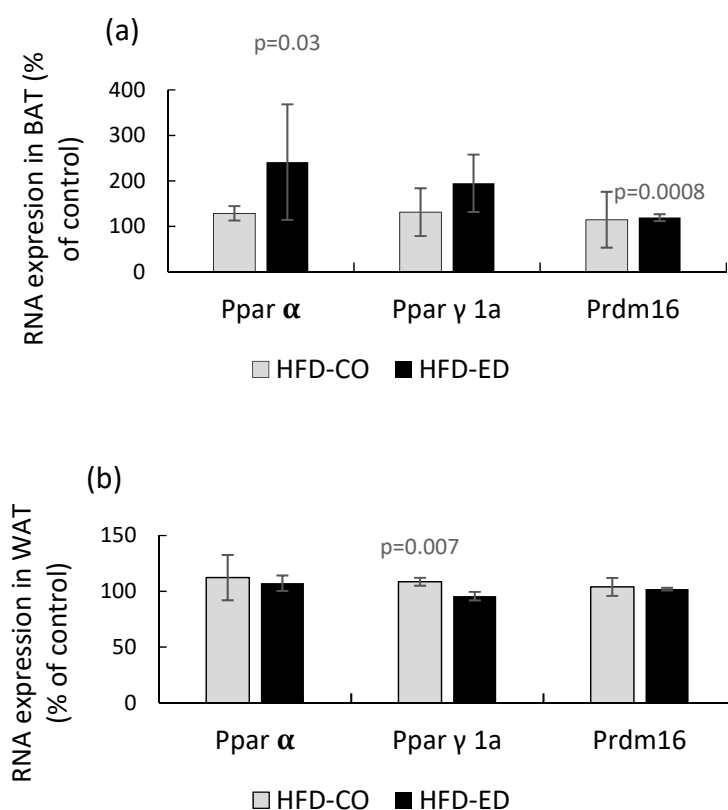 (a)
p=0.03
RNA expresion in BAT (%
of control)
400
300
200
100
0
p=0.0008
Ppar α
Ppar γ 1a
Prdm16
HFD-CO
HFD-ED
(b)
RNA expression in WAT
(% of control)
150
100
50
0
p=0.007
Ppar α
Ppar γ 1a
Prdm16
HFD-CO
HFD-ED